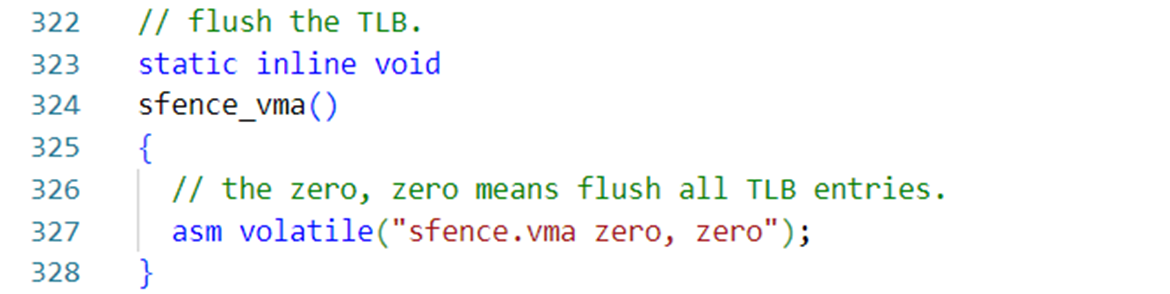 322 // flush the TLB.
323 static inline void
324 sfence_vma()
325 {
326   // the zero, zero means flush all TLB entries.
327   asm volatile("sfence.vma zero, zero");
328 }